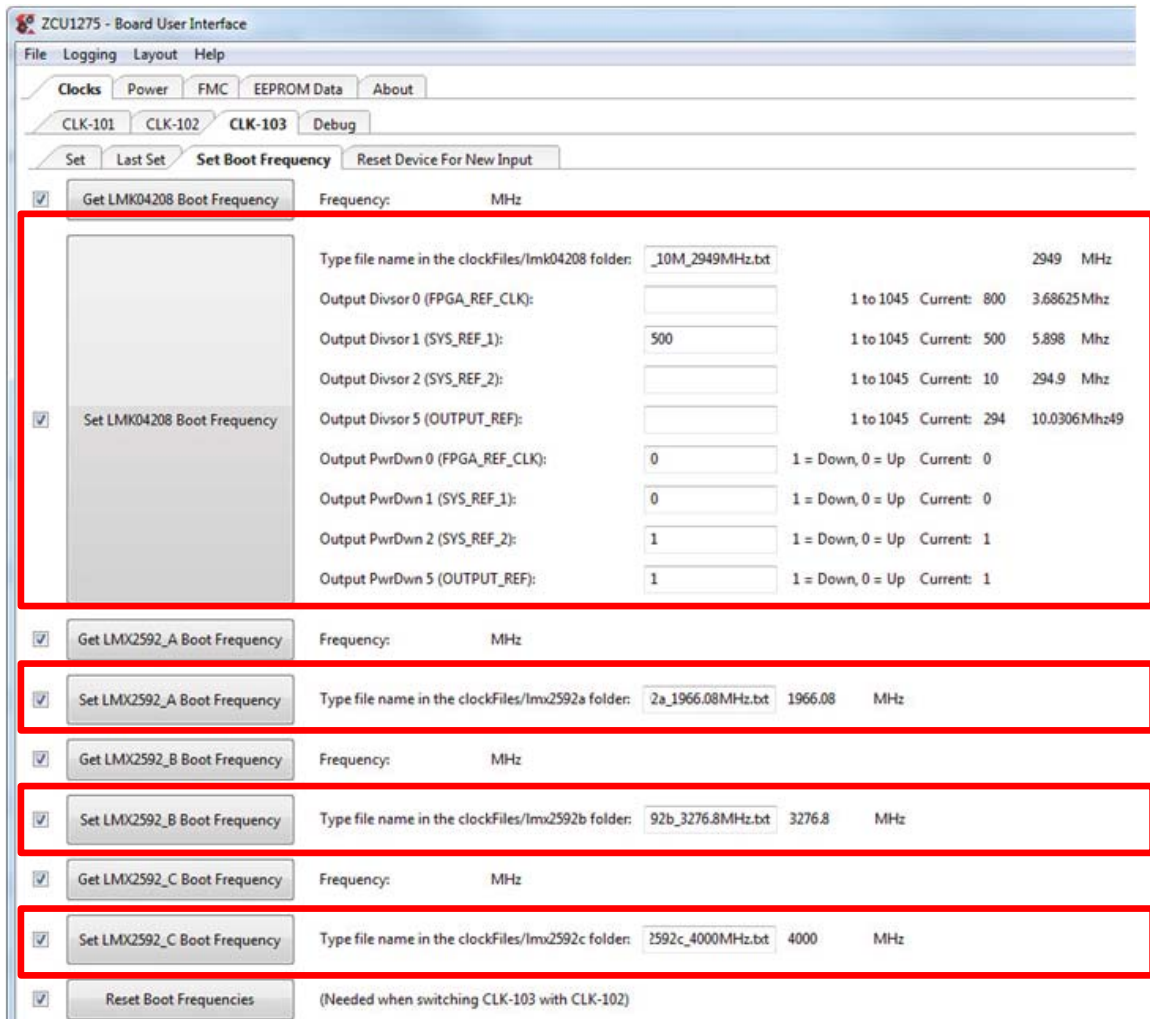 ZCU1275 - Board User Interface
File Logging Layout Help
Clocks Power FMC EEPROM Data About
CLK-101 CLK-102 CLK-103 Debug
Set Last Set Set Boot Frequency Reset Device For New Input
Get LMK04208 Boot Frequency Frequency: MHz
Type file name in the clockFiles/lmk04208 folder: _10M_2949MHz.txt 2949 MHz
Output Divsor 0 (FPGA_REF_CLK): 1 to 1045 Current: 800 3.68625Mhz
Output Divsor 1 (SYS_REF_1): 500 1 to 1045 Current: 500 5.898 Mhz
Output Divsor 2 (SYS_REF_2): 1 to 1045 Current: 10 294.9 Mhz
Set LMK04208 Boot Frequency Output Divsor 5 (OUTPUT_REF): 1 to 1045 Current: 294 10.0306Mhz49
Output PwrDwn 0 (FPGA_REF_CLK): 0 1 = Down, 0 = Up Current: 0
Output PwrDwn 1 (SYS_REF_1): 0 1 = Down, 0 = Up Current: 0
Output PwrDwn 2 (SYS_REF_2): 1 1 = Down, 0 = Up Current: 1
Output PwrDwn 5 (OUTPUT_REF): 1 1 = Down, 0 = Up Current: 1
Get LMX2592_A Boot Frequency Frequency: MHz
Set LMX2592_A Boot Frequency Type file name in the clockFiles/lmx2592a folder: 2a_1966.08MHz.txt 1966.08 MHz
Get LMX2592_B Boot Frequency Frequency: MHz
Set LMX2592_B Boot Frequency Type file name in the clockFiles/lmx2592b folder: 92b_3276.8MHz.txt 3276.8 MHz
Get LMX2592_C Boot Frequency Frequency: MHz
Set LMX2592_C Boot Frequency Type file name in the clockFiles/lmx2592c folder: 2592c_4000MHz.txt 4000 MHz
Reset Boot Frequencies (Needed when switching CLK-103 with CLK-102)